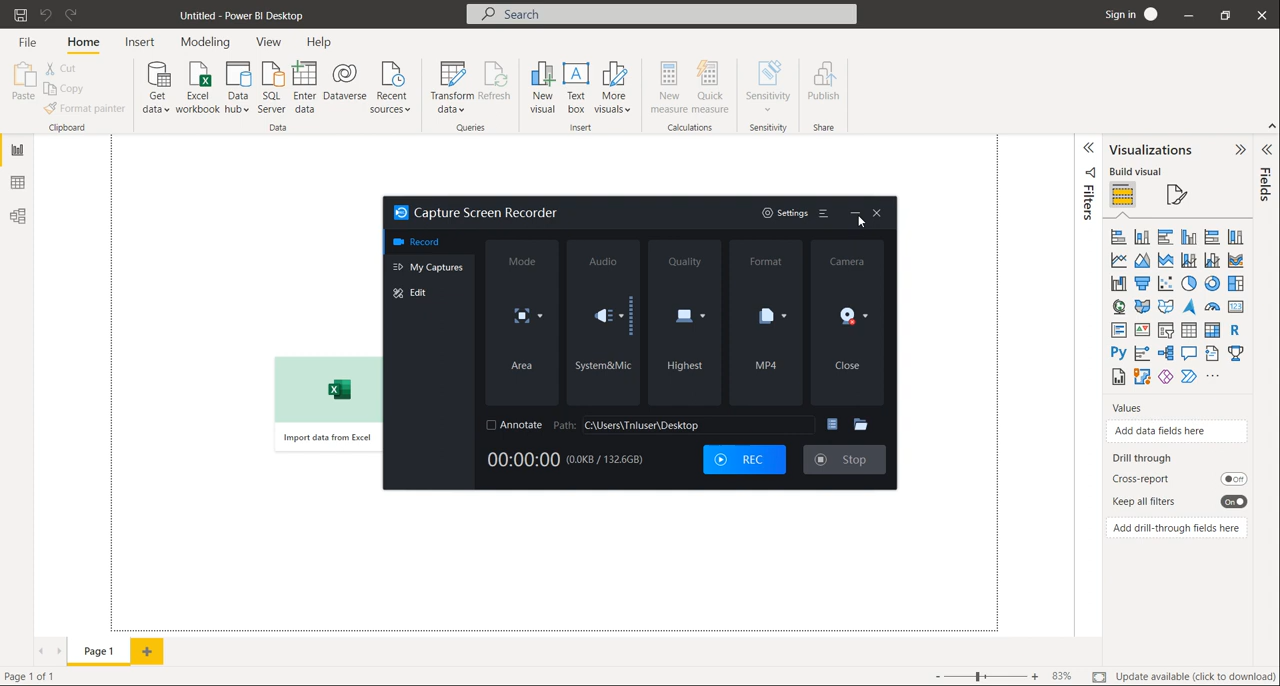 Untitled - Power BI Desktop
Search
Sign in
File Home Insert Modeling View Help
Paste
Cut
Copy
Format painter
Clipboard
Get data
Excel workbook
Data hub
SQL Server
Enter data
Dataverse
Recent sources
Data
Transform data
Refresh
Queries
New visual
Text box
More visuals
Insert
New measure
Quick measure
Calculations
Sensitivity
Sensitivity
Publish
Share
Import data from Excel
Capture Screen Recorder
Settings
Record
My Captures
Edit
Mode Audio Quality Format Camera
Area System&Mic Highest MP4 Close
Annotate Path: C:\Users\Tnluser\Desktop
00:00:00 (0.0KB / 132.6GB) REC Stop
Filters
Visualizations
Build visual
R
Py
123
Values
Add data fields here
Drill through
Cross-report Off
Keep all filters On
Add drill-through fields here
Fields
Page 1
Page 1 of 1
- + 83% Update available (click to download)